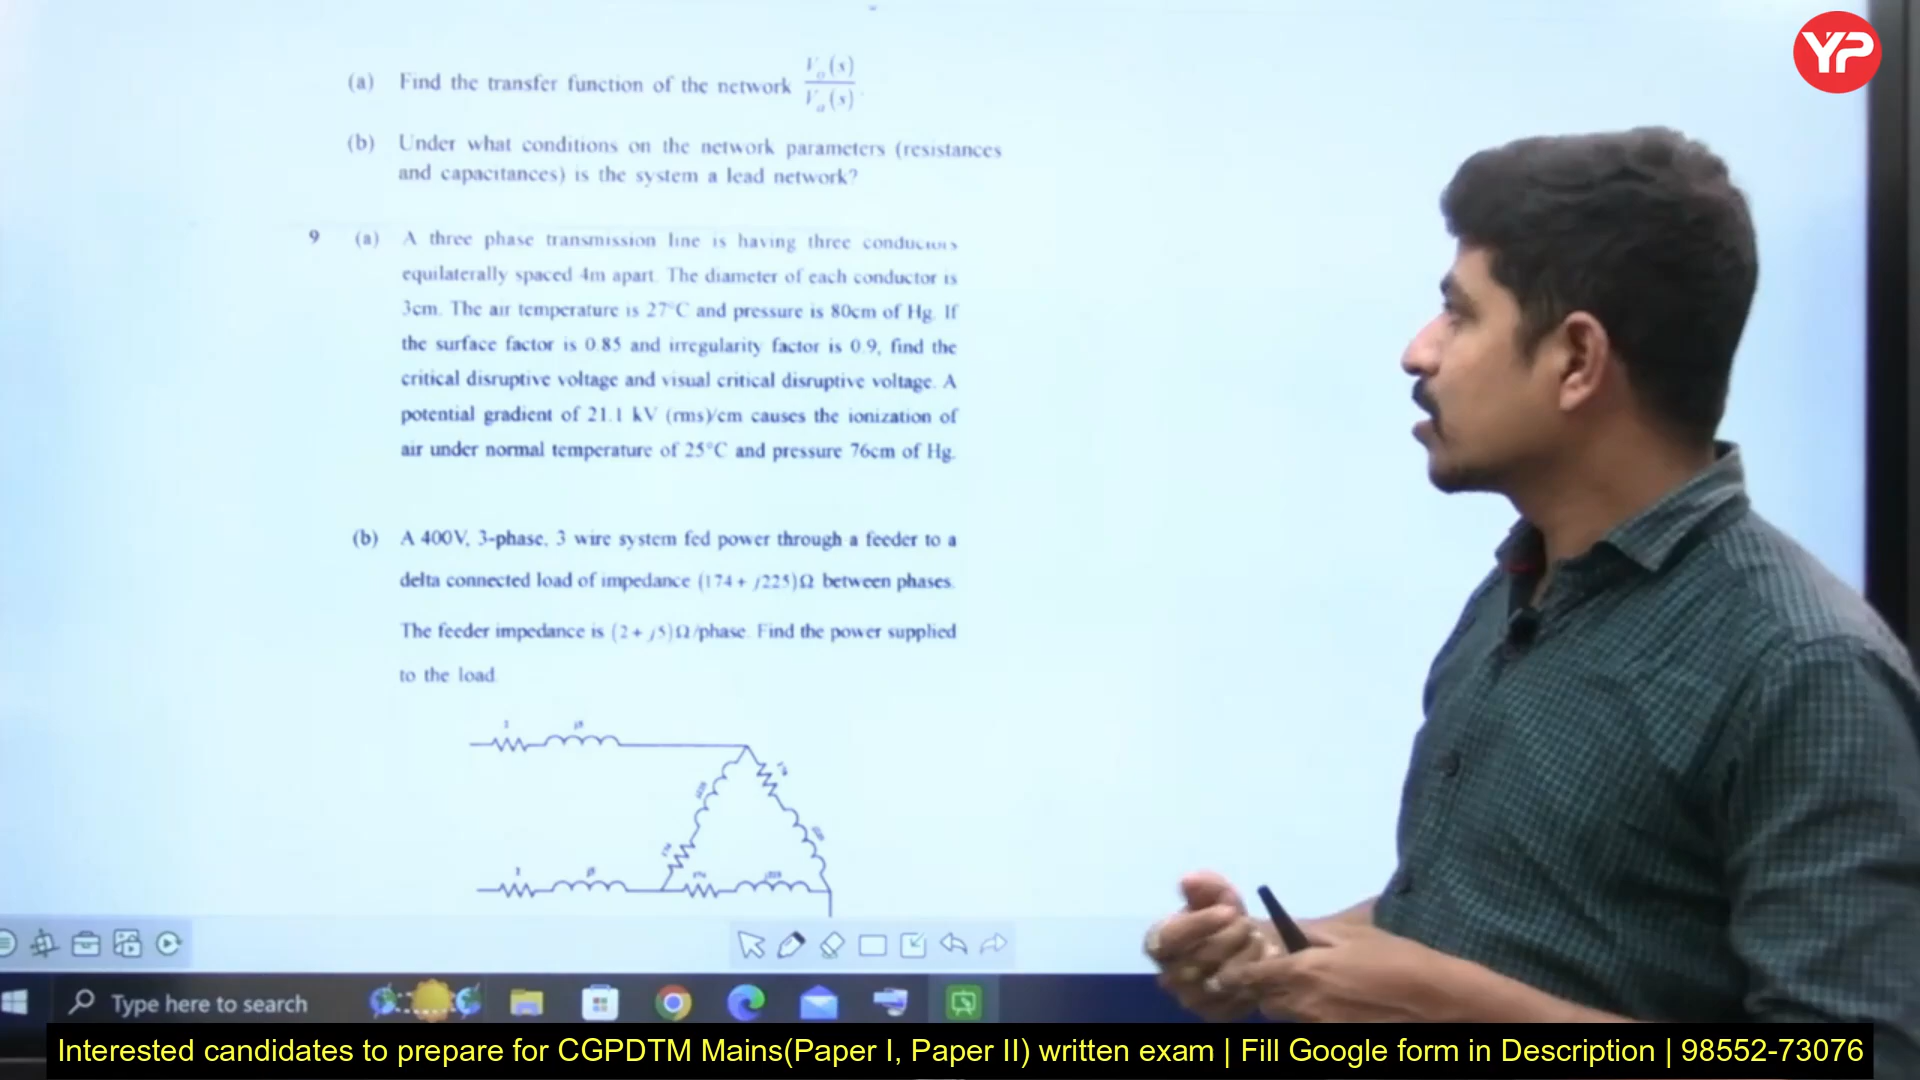 YP
(a) Find the transfer function of the network V_o(s)/V_a(s).
(b) Under what conditions on the network parameters (resistances
and capacitances) is the system a lead network?
9 (a) A three phase transmission line is having three conductors
equilaterally spaced 4m apart. The diameter of each conductor is
3cm. The air temperature is 27°C and pressure is 80cm of Hg. If
the surface factor is 0.85 and irregularity factor is 0.9, find the
critical disruptive voltage and visual critical disruptive voltage. A
potential gradient of 21.1 kV (rms)/cm causes the ionization of
air under normal temperature of 25°C and pressure 76cm of Hg.
(b) A 400V, 3-phase, 3 wire system fed power through a feeder to a
delta connected load of impedance (174 + j225)Ω between phases.
The feeder impedance is (2 + j5)Ω/phase. Find the power supplied
to the load.
Type here to search
Interested candidates to prepare for CGPDTM Mains(Paper I, Paper II) written exam | Fill Google form in Description | 98552-73076